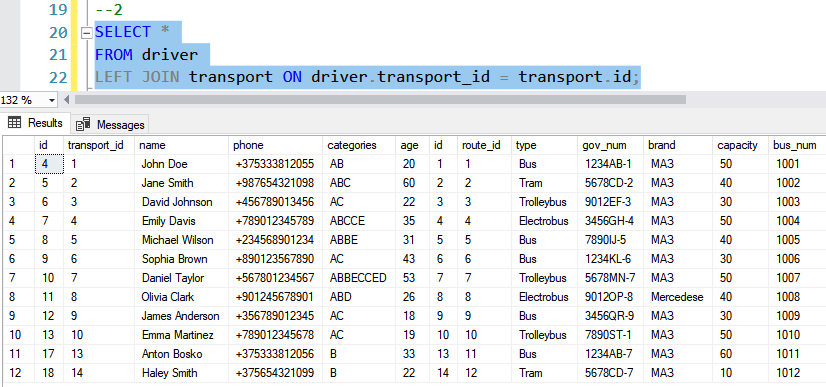 19 --2
20 SELECT *
21 FROM driver
22 LEFT JOIN transport ON driver.transport_id = transport.id;
132 %
Results Messages
id transport_id name phone categories age id route_id type gov_num brand capacity bus_num
1 4 1 John Doe +375333812055 AB 20 1 1 Bus 1234AB-1 МАЗ 50 1001
2 5 2 Jane Smith +987654321098 ABC 60 2 2 Tram 5678CD-2 МАЗ 40 1002
3 6 3 David Johnson +456789013456 AC 22 3 3 Trolleybus 9012EF-3 МАЗ 30 1003
4 7 4 Emily Davis +789012345789 ABCCE 35 4 4 Electrobus 3456GH-4 МАЗ 50 1004
5 8 5 Michael Wilson +234568901234 ABBE 31 5 5 Bus 7890IJ-5 МАЗ 40 1005
6 9 6 Sophia Brown +890123567890 AC 43 6 6 Bus 1234KL-6 МАЗ 30 1006
7 10 7 Daniel Taylor +567801234567 ABBECCED 53 7 7 Trolleybus 5678MN-7 МАЗ 50 1007
8 11 8 Olivia Clark +901245678901 ABD 26 8 8 Electrobus 9012OP-8 Mercedese 40 1008
9 12 9 James Anderson +356789012345 AC 18 9 9 Bus 3456QR-9 МАЗ 30 1009
10 13 10 Emma Martinez +789012345678 AC 19 10 10 Trolleybus 7890ST-1 МАЗ 50 1010
11 17 13 Anton Bosko +375333812056 B 33 13 11 Bus 1234AB-7 МАЗ 60 1011
12 18 14 Haley Smith +375654321099 B 22 14 12 Tram 5678CD-7 МАЗ 10 1012